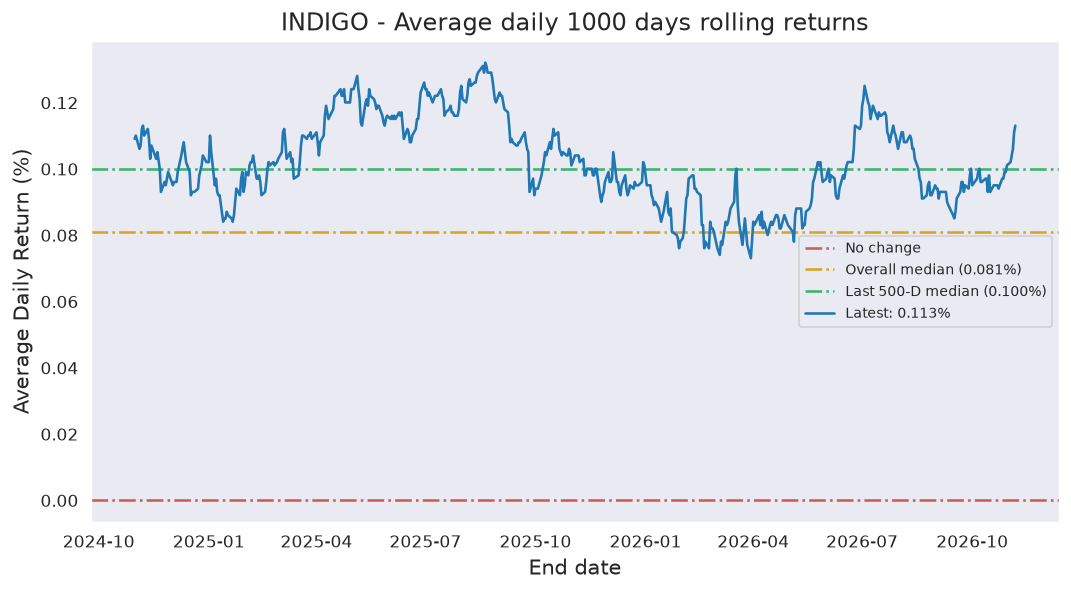 INDIGO - Average daily 1000 days rolling returns
Average Daily Return (%)
0.12
0.10
0.08
0.06
0.04
0.02
0.00
No change
Overall median (0.081%)
Last 500-D median (0.100%)
Latest: 0.113%
2024-10 2025-01 2025-04 2025-07 2025-10 2026-01 2026-04 2026-07 2026-10
End date